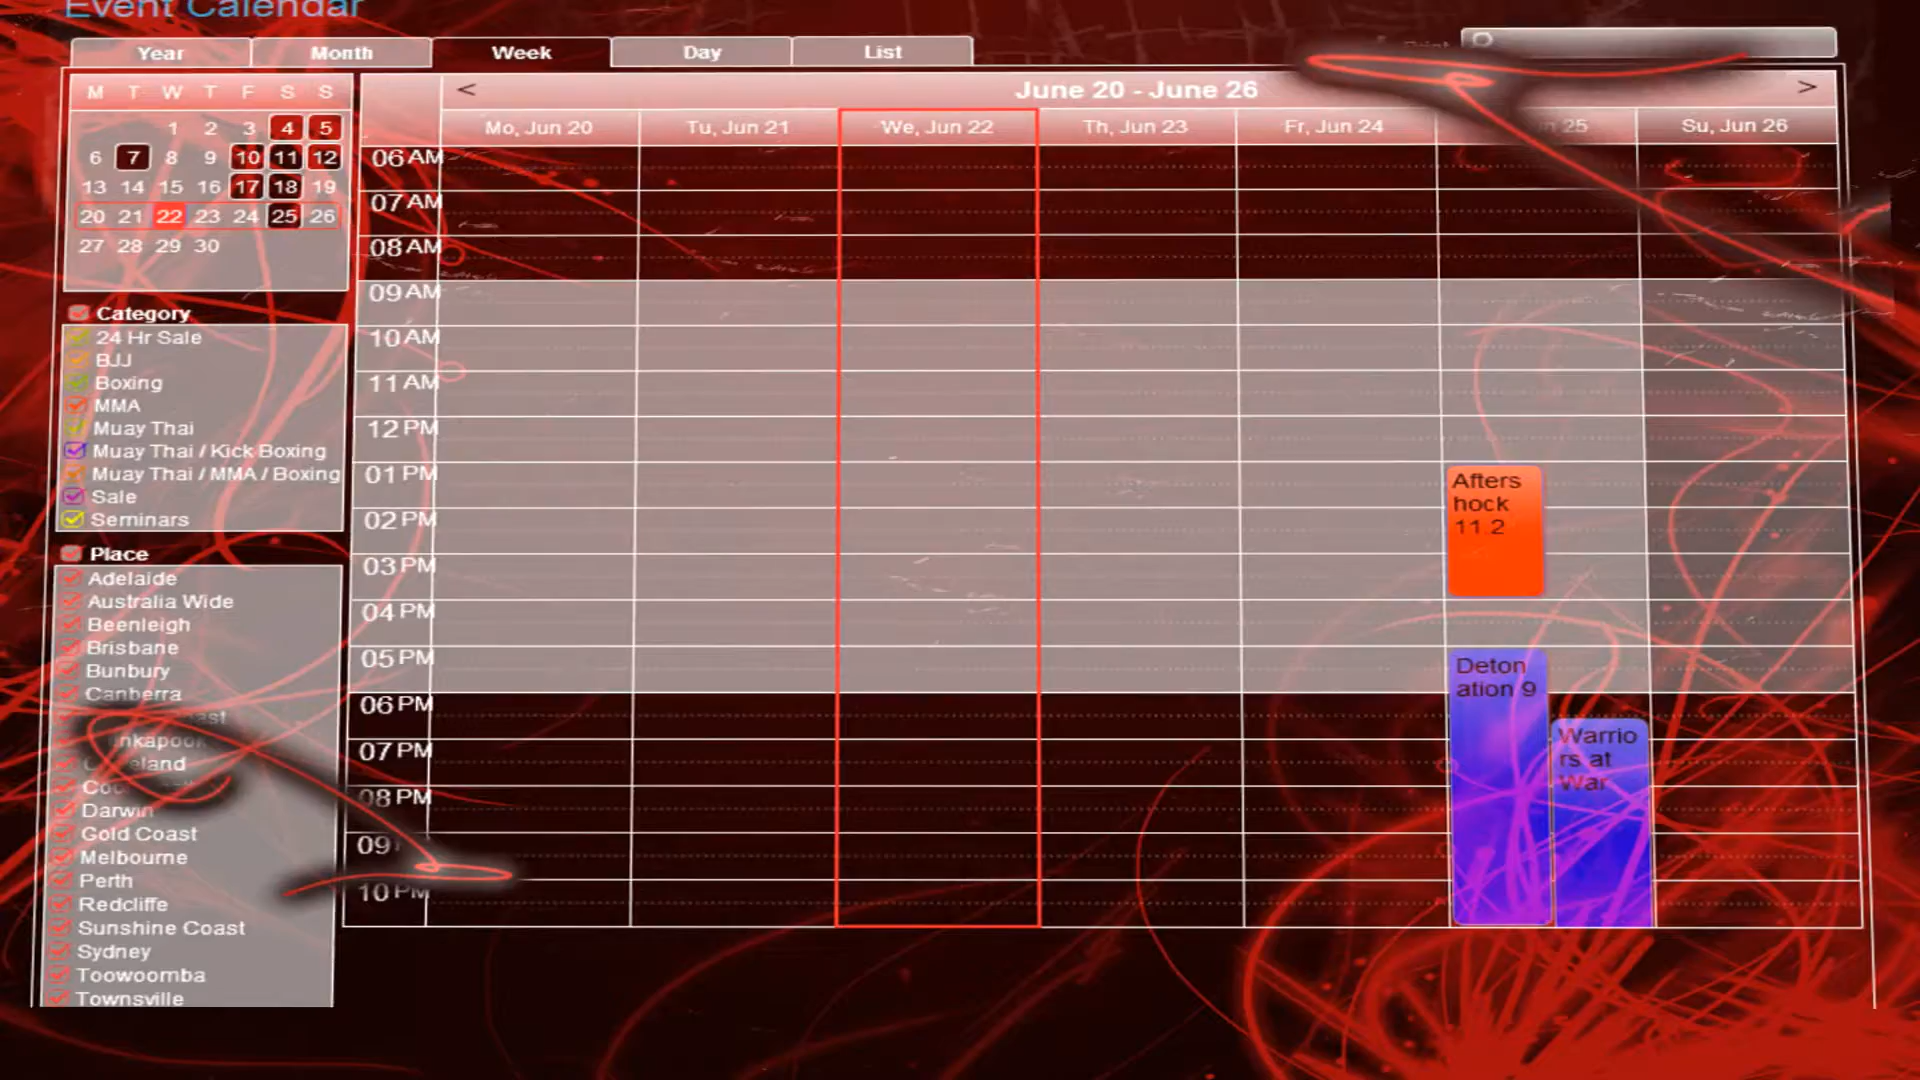 Event Calendar
Year Month Week Day List
M T W T F S S
1 2 3 4 5
6 7 8 9 10 11 12
13 14 15 16 17 18 19
20 21 22 23 24 25 26
27 28 29 30
Category
24 Hr Sale
BJJ
Boxing
MMA
Muay Thai
Muay Thai / Kick Boxing
Muay Thai / MMA / Boxing
Sale
Seminars
Place
Adelaide
Australia Wide
Beenleigh
Brisbane
Bunbury
Canberra
Darwin
Gold Coast
Melbourne
Perth
Redcliffe
Sunshine Coast
Sydney
Toowoomba
Townsville
< June 20 - June 26 >
Mo, Jun 20 Tu, Jun 21 We, Jun 22 Th, Jun 23 Fr, Jun 24 25 Su, Jun 26
06 AM
07 AM
08 AM
09 AM
10 AM
11 AM
12 PM
01 PM
02 PM
03 PM
04 PM
05 PM
06 PM
07 PM
08 PM
09
10 PM
Afters
hock
11.2
Deton
ation 9
Warrio
rs at
War